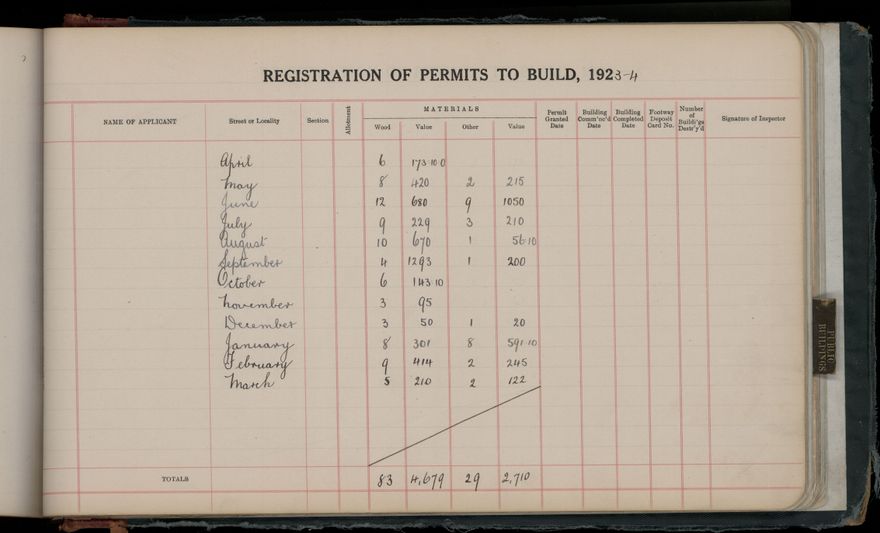 REGISTRATION OF PERMITS TO BUILD, 1923-4
NAME OF APPLICANT Street or Locality Section Allotment MATERIALS Wood Value Other Value Permit Granted Date Building Comm'nc'd Date Building Completed Date Footway Deposit Card No. Number of Buildi'gs Destr'y'd Signature of Inspector
April 6 173.10 0
May 8 420 2 215
June 12 680 9 1050
July 9 229 3 210
August 10 670 1 56.10
September 4 1293 1 200
October 6 143 10
November 3 95
December 3 50 1 20
January 8 301 8 591.10
February 9 414 2 245
March 5 210 2 122
TOTALS 83 4,679 29 2,710
PUBLIC
BUILDINGS